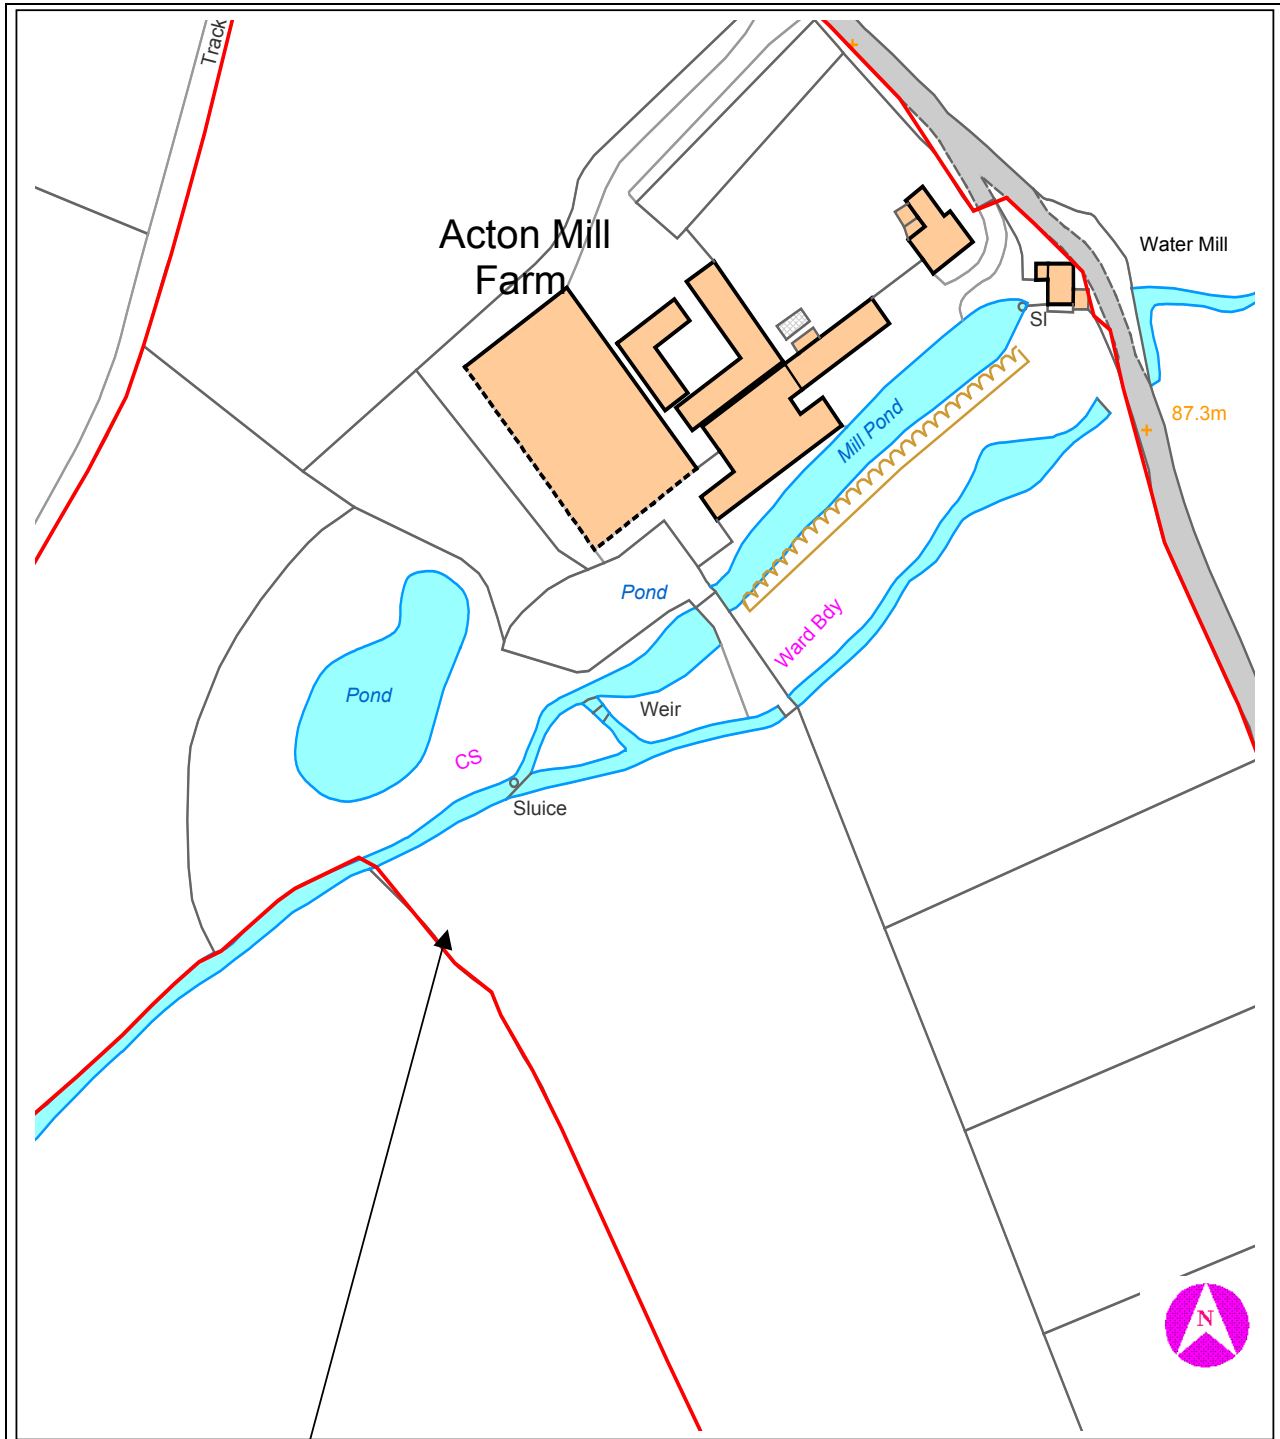 Track
Acton Mill
Farm
Water Mill
Sl
87.3m
Mill Pond
Pond
Ward Bdy
Pond
Weir
CS
Sluice
N